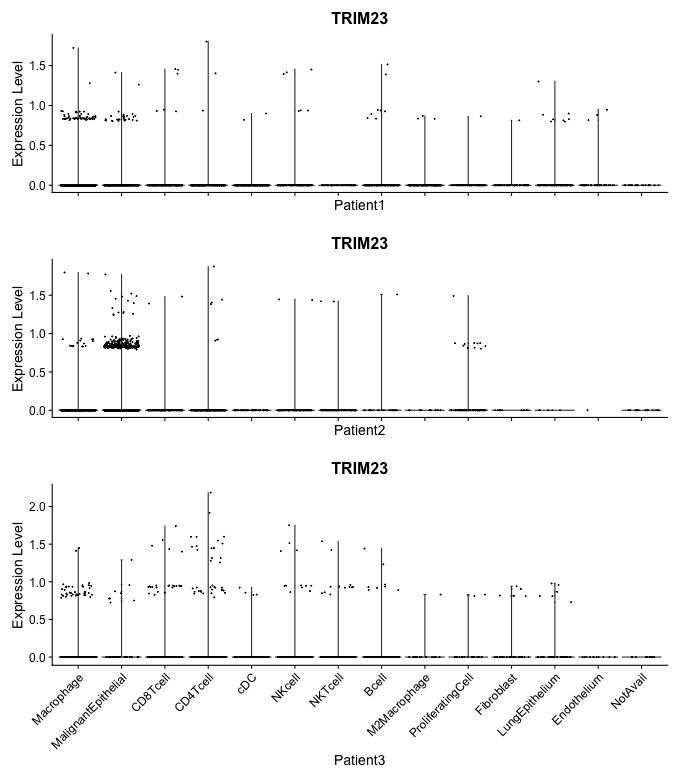 TRIM23
Expression Level
1.5
1.0
0.5
0.0
Patient1
TRIM23
Expression Level
1.5
1.0
0.5
0.0
Patient2
TRIM23
Expression Level
2.0
1.5
1.0
0.5
0.0
Macrophage
MalignantEpithelial
CD8Tcell
CD4Tcell
cDC
NKcell
NKTcell
Bcell
M2Macrophage
ProliferatingCell
Fibroblast
LungEpithelium
Endothelium
NotAvail
Patient3